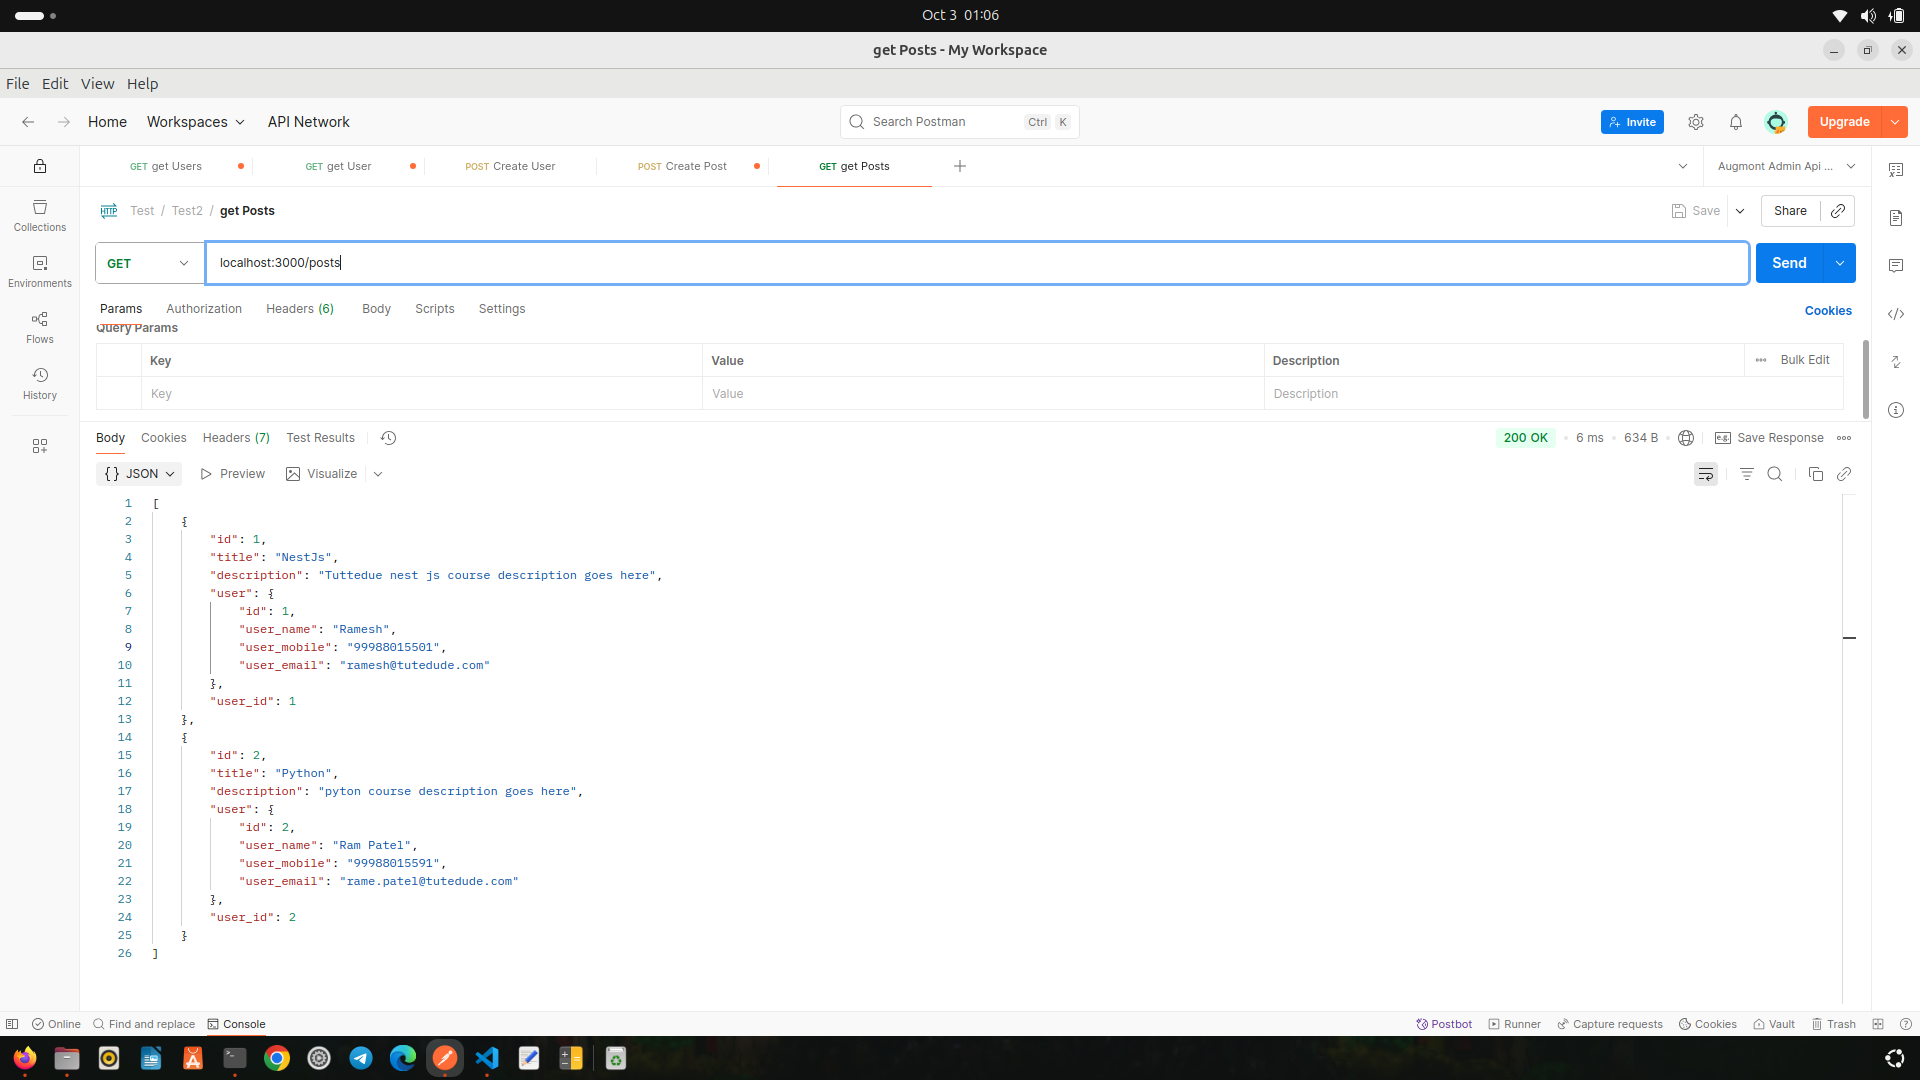 Oct 3 01:06
get Posts - My Workspace
File Edit View Help
Home Workspaces API Network Search Postman Ctrl K Invite Upgrade
GET get Users GET get User POST Create User POST Create Post GET get Posts Augmont Admin Api ...
HTTP Test / Test2 / get Posts Save Share
GET localhost:3000/posts Send
Params Authorization Headers (6) Body Scripts Settings Cookies
Query Params
Key Value Description Bulk Edit
Key Value Description
Collections
Environments
Flows
History
Body Cookies Headers (7) Test Results 200 OK 6 ms 634 B e.g. Save Response
{} JSON Preview Visualize
1 [
2 {
3 "id": 1,
4 "title": "NestJs",
5 "description": "Tuttedue nest js course description goes here",
6 "user": {
7 "id": 1,
8 "user_name": "Ramesh",
9 "user_mobile": "99988015501",
10 "user_email": "ramesh@tutedude.com"
11 },
12 "user_id": 1
13 },
14 {
15 "id": 2,
16 "title": "Python",
17 "description": "pyton course description goes here",
18 "user": {
19 "id": 2,
20 "user_name": "Ram Patel",
21 "user_mobile": "99988015591",
22 "user_email": "rame.patel@tutedude.com"
23 },
24 "user_id": 2
25 }
26 ]
Online Find and replace Console Postbot Runner Capture requests Cookies Vault Trash